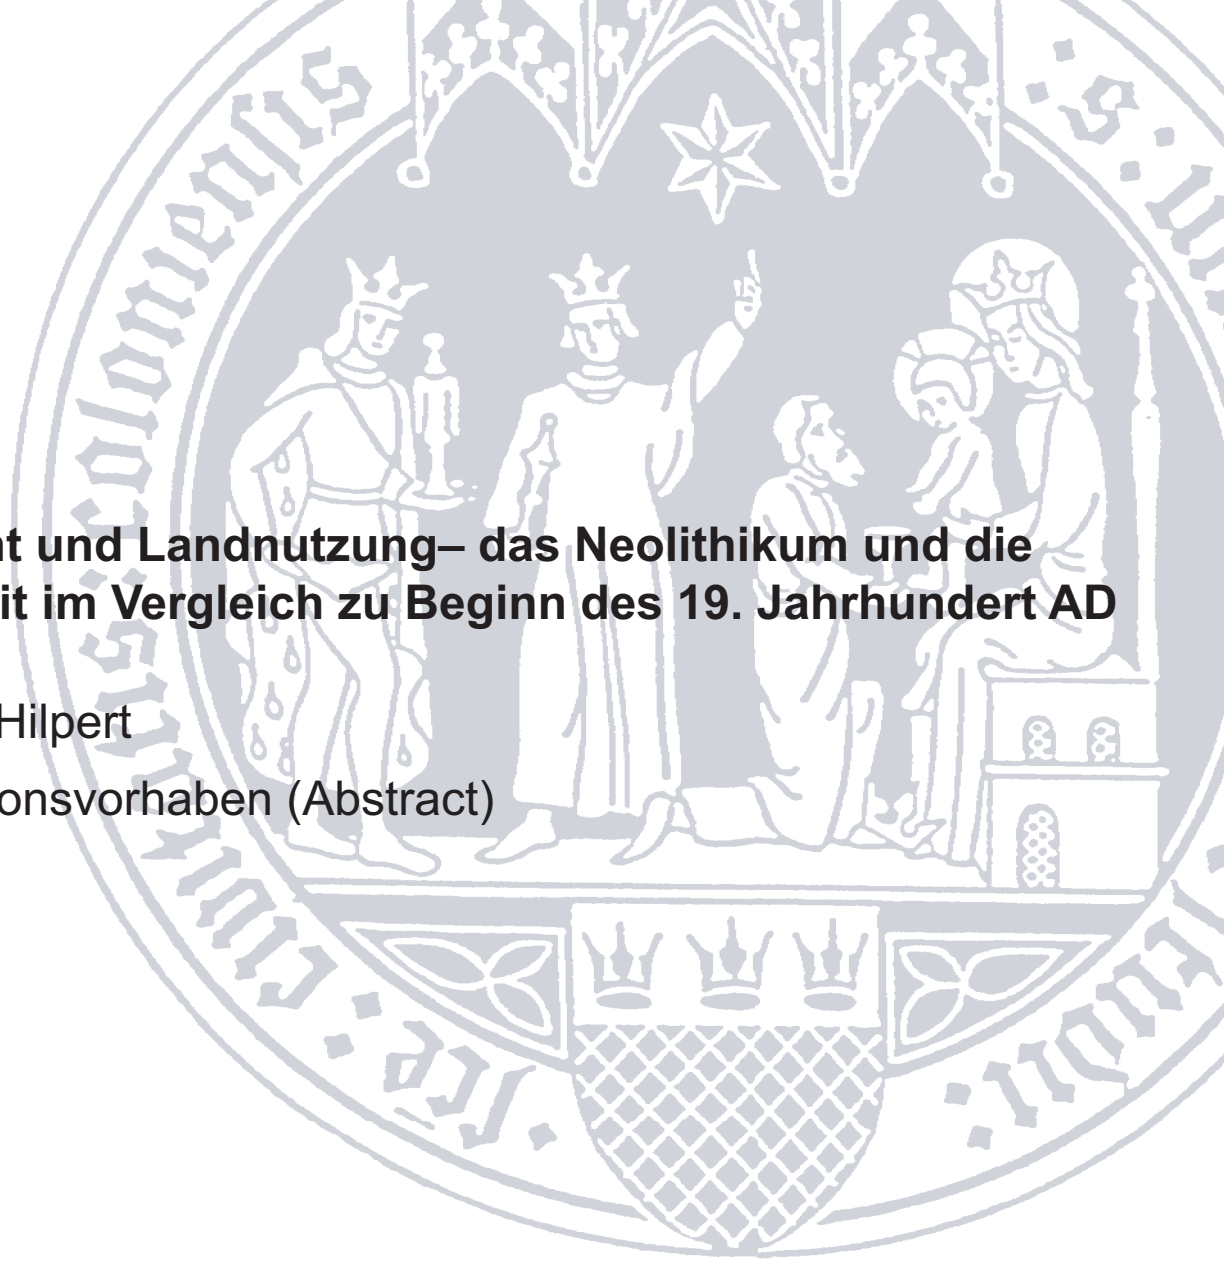 nt und Landnutzung– das Neolithikum und die
it im Vergleich zu Beginn des 19. Jahrhundert AD
Hilpert
onsvorhaben (Abstract)
coloniensis